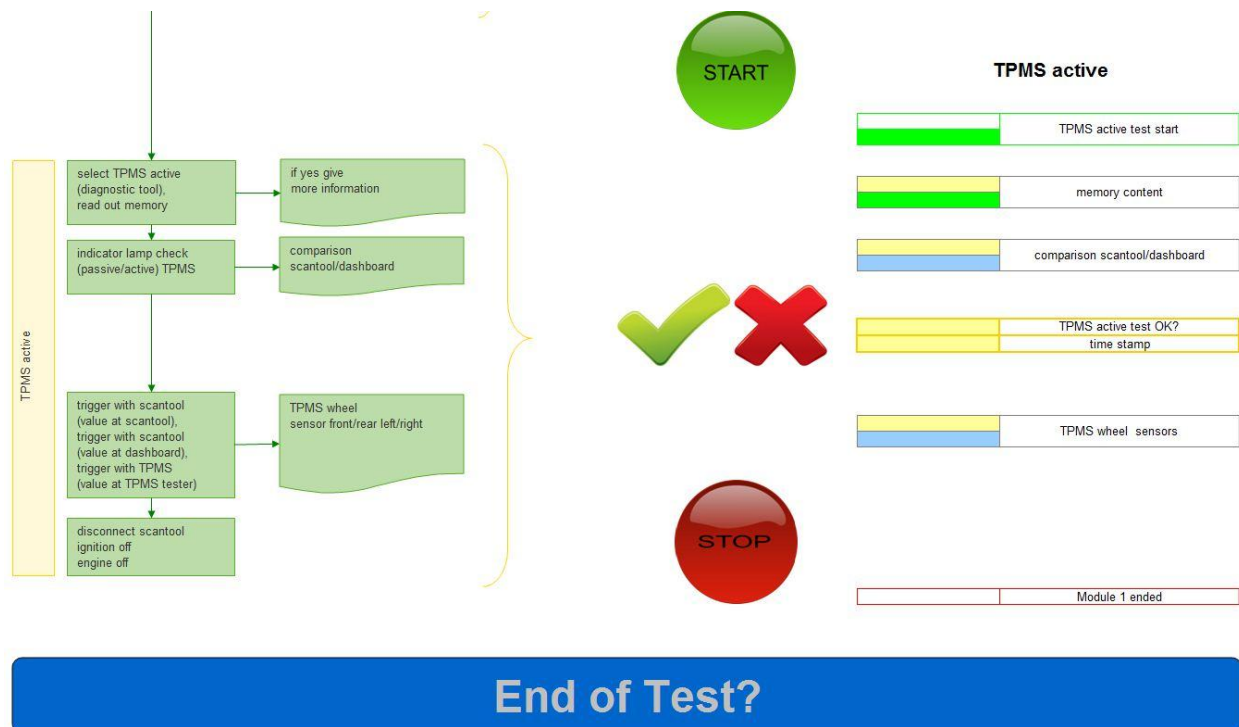 TPMS active
select TPMS active
(diagnostic tool),
read out memory
if yes give
more information
indicator lamp check
(passive/active) TPMS
comparison
scantool/dashboard
trigger with scantool
(value at scantool),
trigger with scantool
(value at dashboard),
trigger with TPMS
(value at TPMS tester)
TPMS wheel
sensor front/rear left/right
disconnect scantool
ignition off
engine off
START
STOP
TPMS active
TPMS active test start
memory content
comparison scantool/dashboard
TPMS active test OK?
time stamp
TPMS wheel sensors
Module 1 ended
End of Test?